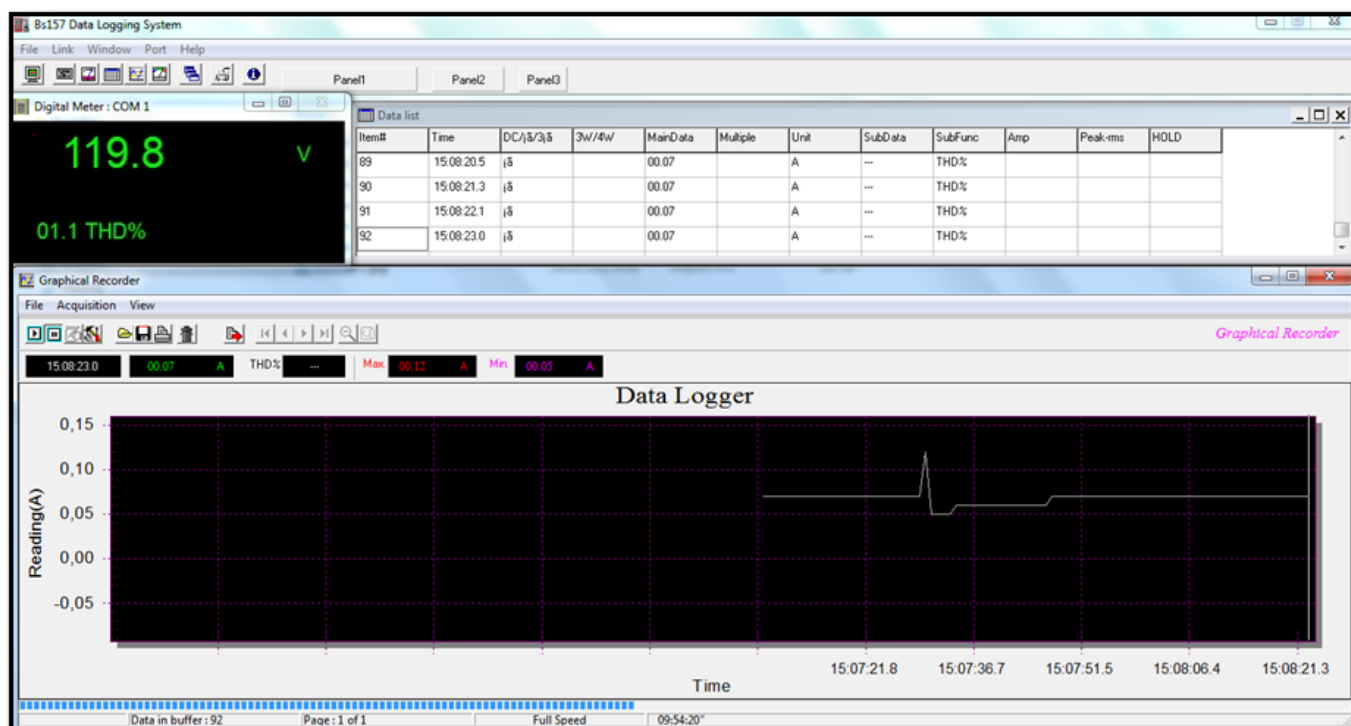 Bs157 Data Logging System
File Link Window Port Help
Panel1 Panel2 Panel3
Digital Meter : COM 1
119.8 V
01.1 THD%
Data list
Item# Time DC/¡ã/3¡ã 3W/4W MainData Multiple Unit SubData SubFunc Amp Peak-rms HOLD
89 15:08:20.5 ¡ã 00.07 A --- THD%
90 15:08:21.3 ¡ã 00.07 A --- THD%
91 15:08:22.1 ¡ã 00.07 A --- THD%
92 15:08:23.0 ¡ã 00.07 A --- THD%
Graphical Recorder
File Acquisition View
Graphical Recorder
15:08:23.0 00.07 A THD% --- Max. 00.12 A Min. 00.05 A
Data Logger
0,15
0,10
0,05
0,00
-0,05
Reading(A)
15:07:21.8 15:07:36.7 15:07:51.5 15:08:06.4 15:08:21.3
Time
Data in buffer : 92 Page : 1 of 1 Full Speed 09:54:20"